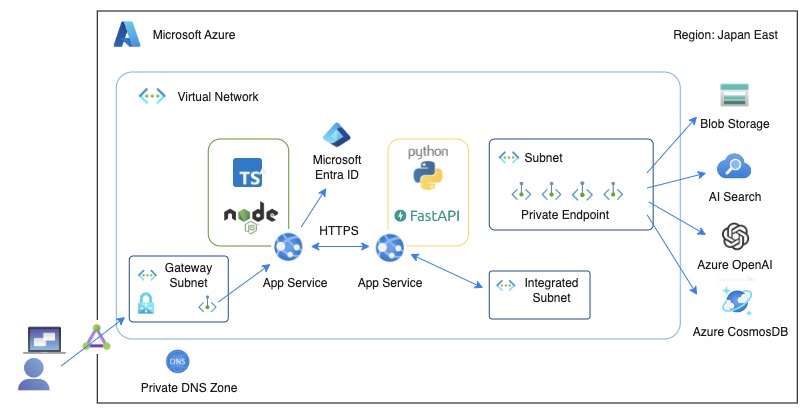 Microsoft Azure
Region: Japan East
Virtual Network
Blob Storage
TS
node
JS
Microsoft
Entra ID
python
FastAPI
Subnet
Private Endpoint
AI Search
HTTPS
App Service
App Service
Azure OpenAI
Gateway
Subnet
Integrated
Subnet
Azure CosmosDB
DNS
Private DNS Zone